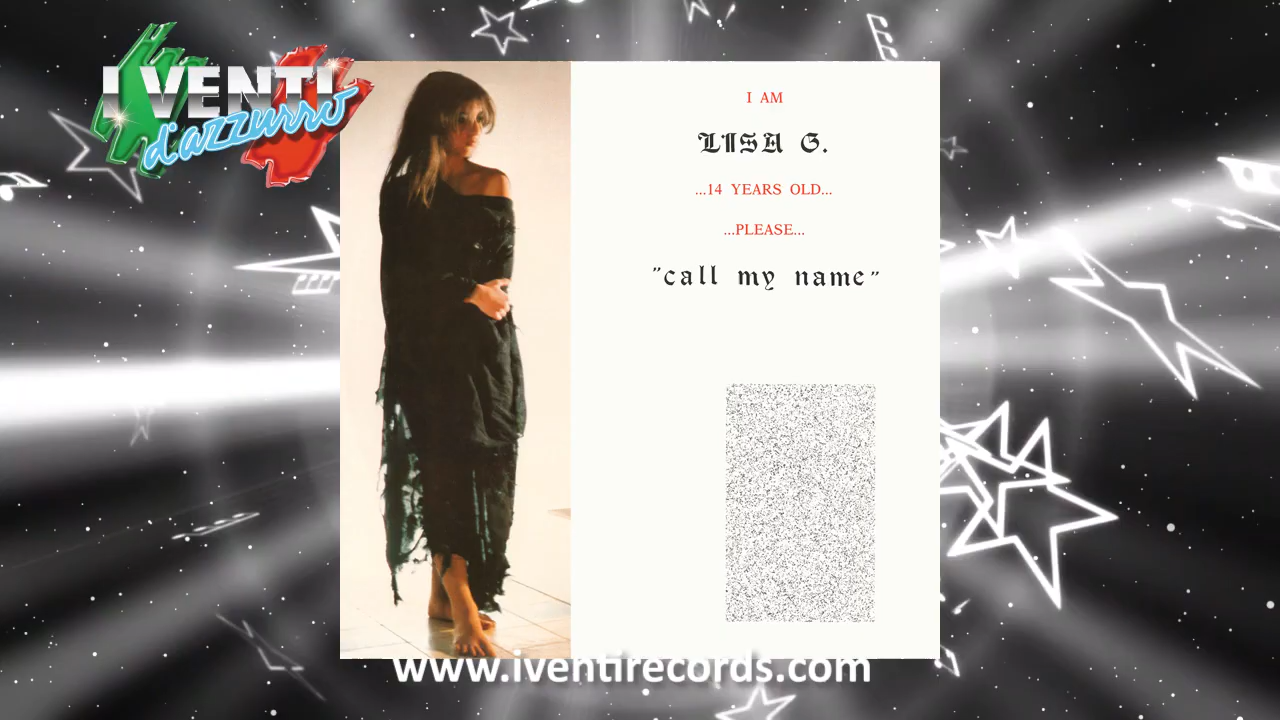 I VENTI
d'azzurro
I AM
LISA G.
...14 YEARS OLD...
...PLEASE...
"call my name"
www.iventirecords.com